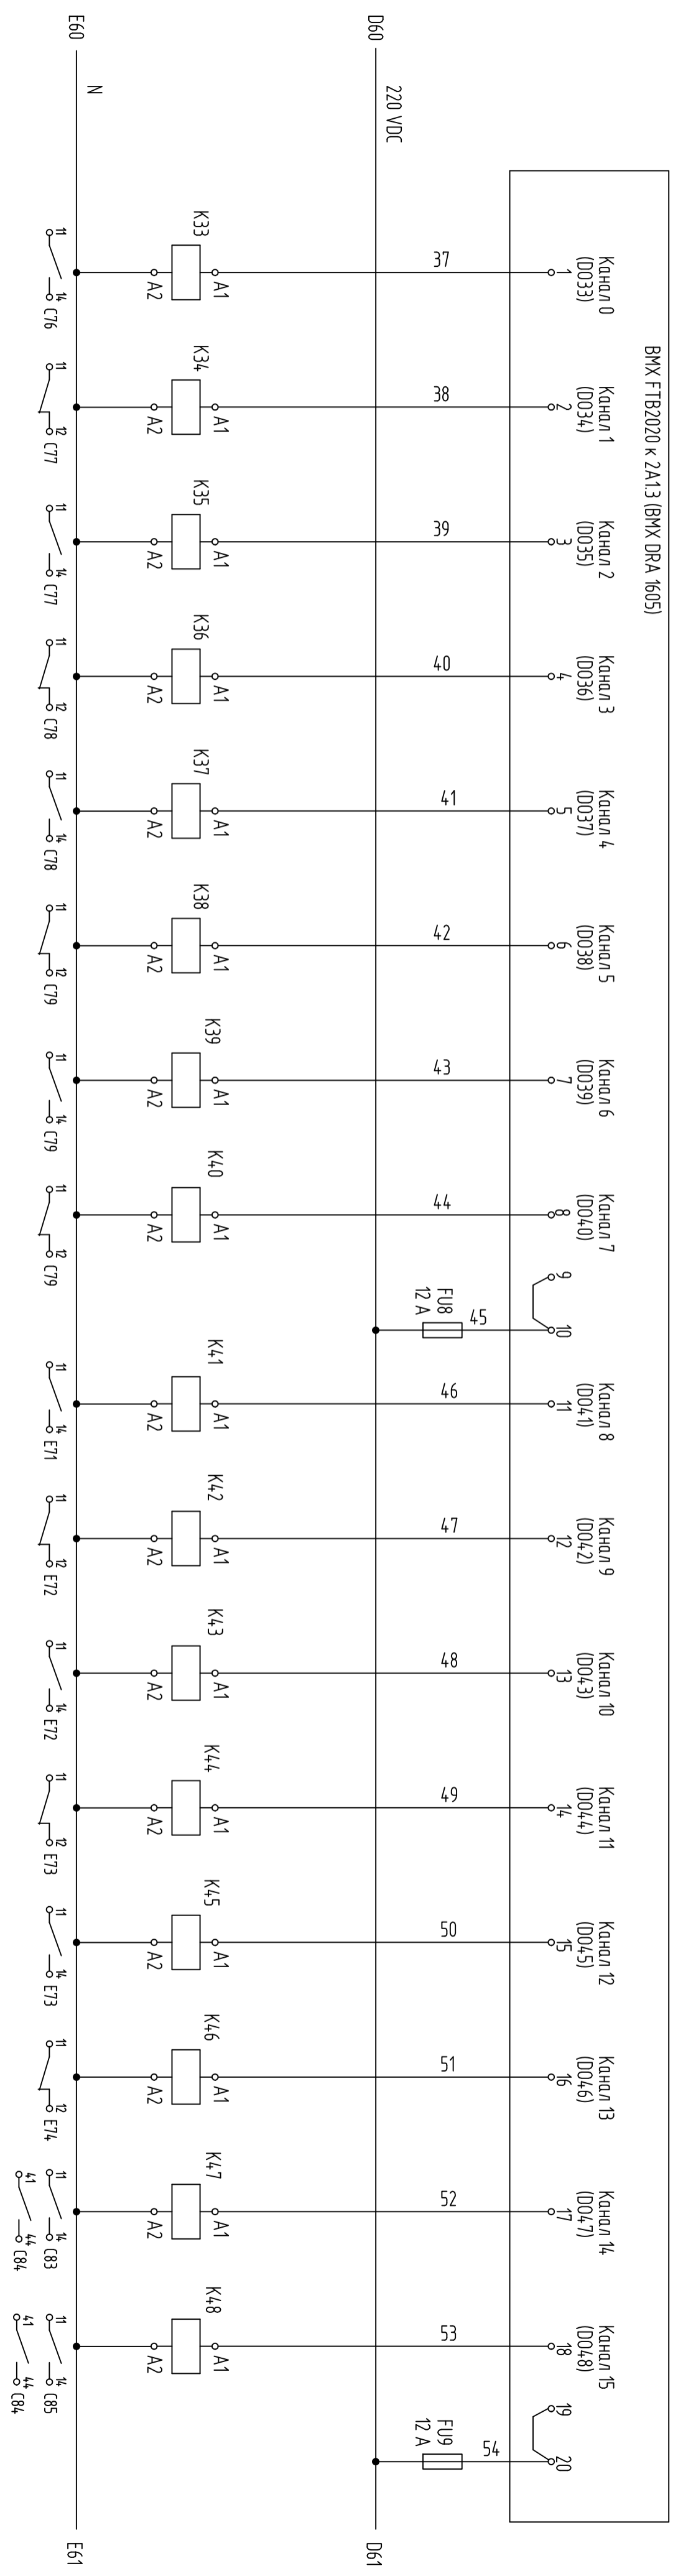 BMX FTB2020 к 2А1.3 (BMX DRA 1605)
Канал 0
(DO33)
Канал 1
(DO34)
Канал 2
(DO35)
Канал 3
(DO36)
Канал 4
(DO37)
Канал 5
(DO38)
Канал 6
(DO39)
Канал 7
(DO40)
Канал 8
(DO41)
Канал 9
(DO42)
Канал 10
(DO43)
Канал 11
(DO44)
Канал 12
(DO45)
Канал 13
(DO46)
Канал 14
(DO47)
Канал 15
(DO48)
1 2 3 4 5 6 7 8 9 10 11 12 13 14 15 16 17 18 19 20
37 38 39 40 41 42 43 44 45 46 47 48 49 50 51 52 53 54
FU8
12 A
FU9
12 A
D60
220 VDC
D61
K33 K34 K35 K36 K37 K38 K39 K40 K41 K42 K43 K44 K45 K46 K47 K48
A1 A1 A1 A1 A1 A1 A1 A1 A1 A1 A1 A1 A1 A1 A1 A1
A2 A2 A2 A2 A2 A2 A2 A2 A2 A2 A2 A2 A2 A2 A2 A2
E60
N
E61
11 14 C76
11 12 C77
11 14 C77
11 12 C78
11 14 C78
11 12 C79
11 14 C79
11 12 C79
11 14 E71
11 12 E72
11 14 E72
11 12 E73
11 14 E73
11 12 E74
11 14 C83
41 44 C84
11 14 C85
41 44 C84